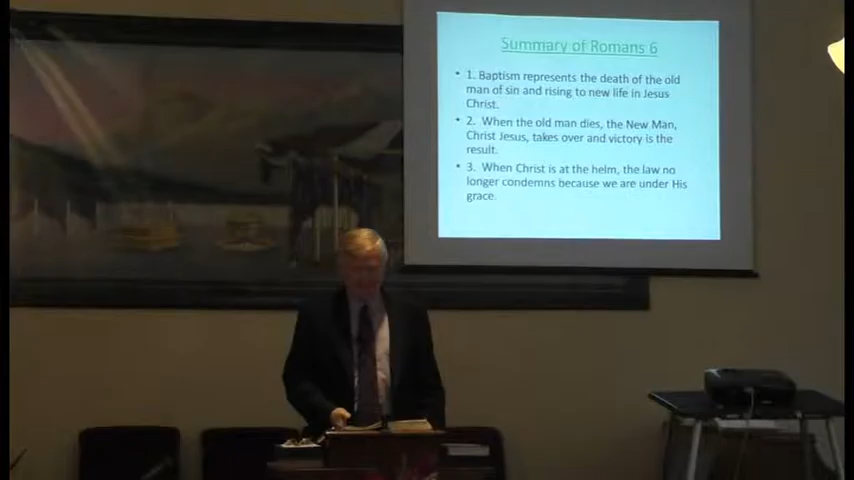 Summary of Romans 6
• 1. Baptism represents the death of the old
man of sin and rising to new life in Jesus
Christ.
• 2. When the old man dies, the New Man,
Christ Jesus, takes over and victory is the
result.
• 3. When Christ is at the helm, the law no
longer condemns because we are under His
grace.